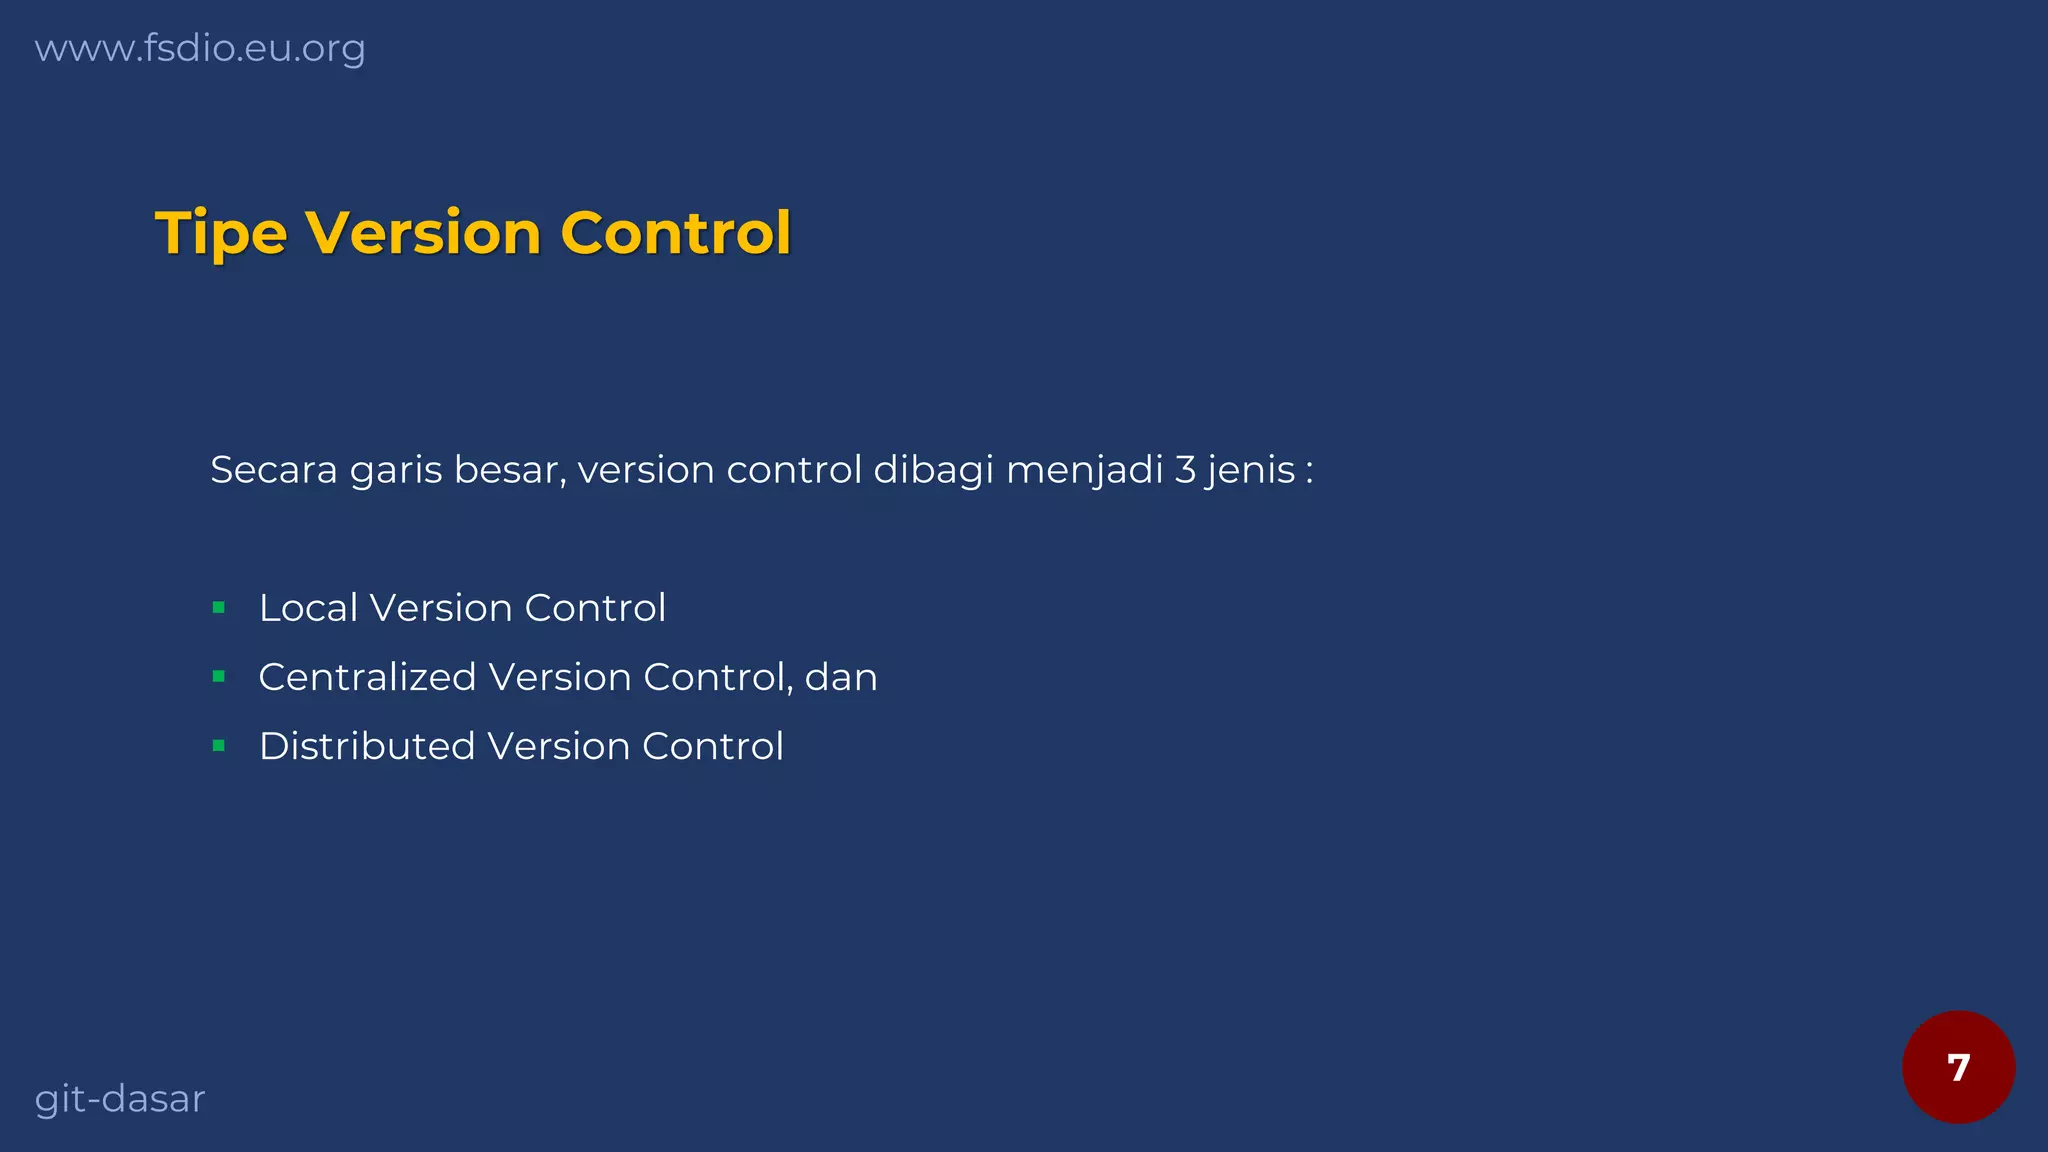 www.fsdio.eu.org
Tipe Version Control
Secara garis besar, version control dibagi menjadi 3 jenis :
▪ Local Version Control
▪ Centralized Version Control, dan
▪ Distributed Version Control
7
git-dasar